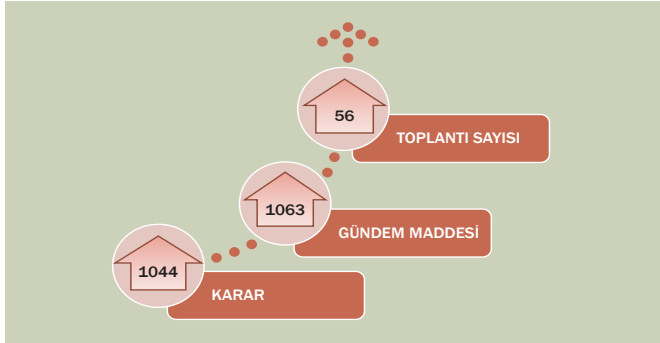 56
TOPLANTI SAYISI
1063
GÜNDEM MADDESİ
1044
KARAR